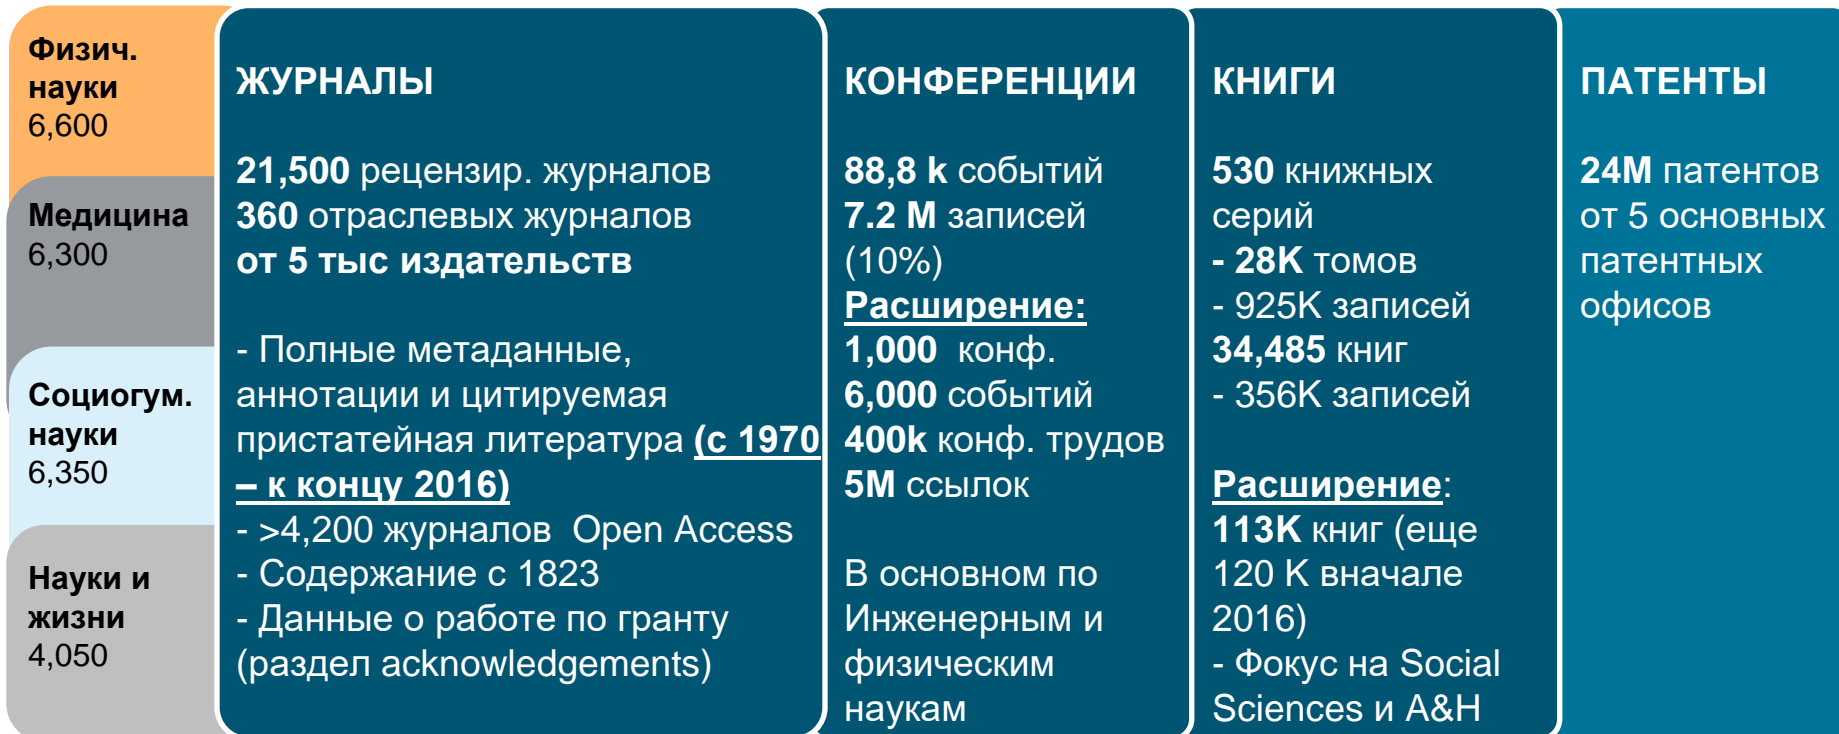 Физич.
науки
6,600
Медицина
6,300
Социогум.
науки
6,350
Науки и
жизни
4,050
ЖУРНАЛЫ
21,500 рецензир. журналов
360 отраслевых журналов
от 5 тыс издательств
- Полные метаданные,
аннотации и цитируемая
пристатейная литература (с 1970
– к концу 2016)
- >4,200 журналов Open Access
- Содержание с 1823
- Данные о работе по гранту
(раздел acknowledgements)
КОНФЕРЕНЦИИ
88,8 k событий
7.2 M записей
(10%)
Расширение:
1,000 конф.
6,000 событий
400k конф. трудов
5M ссылок
В основном по
Инженерным и
физическим
наукам
КНИГИ
530 книжных
серий
- 28K томов
- 925K записей
34,485 книг
- 356K записей
Расширение:
113K книг (еще
120 K вначале
2016)
- Фокус на Social
Sciences и A&H
ПАТЕНТЫ
24M патентов
от 5 основных
патентных
офисов